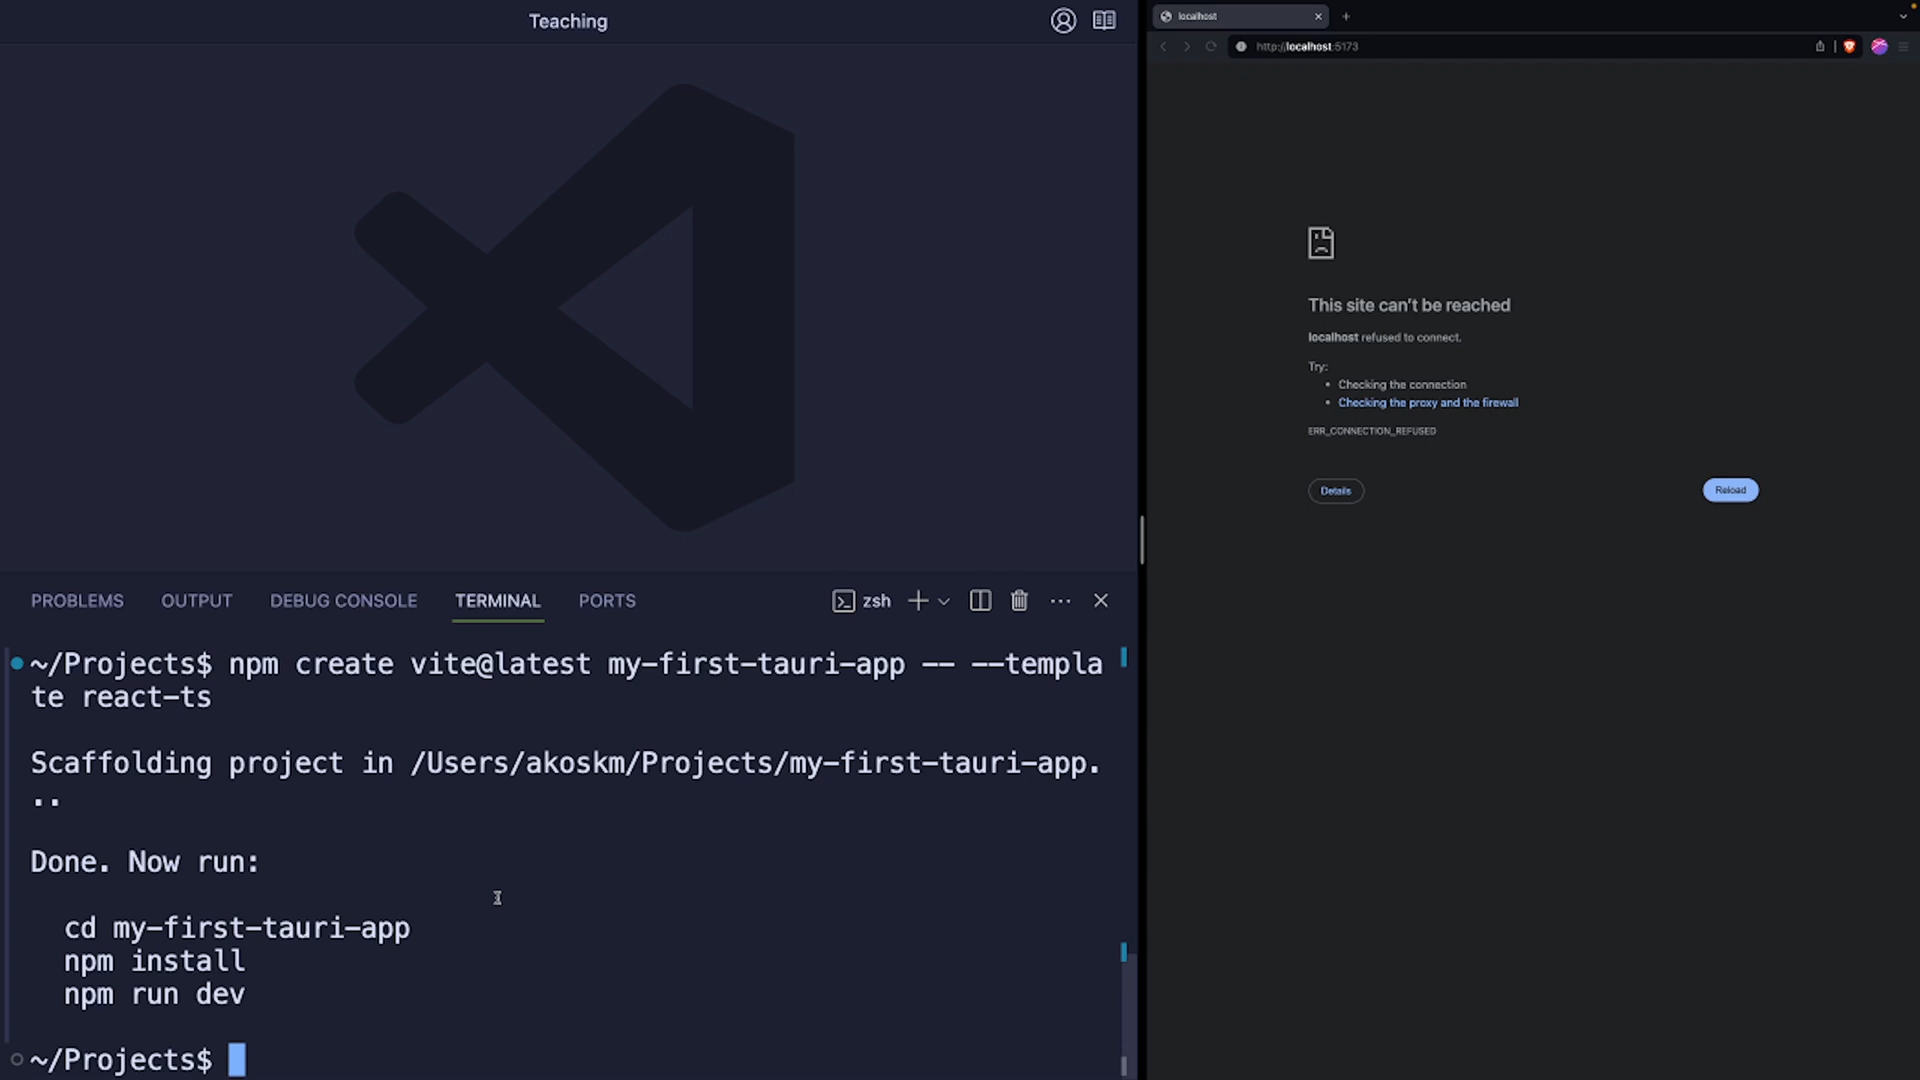 Teaching
PROBLEMS OUTPUT DEBUG CONSOLE TERMINAL PORTS
zsh
~/Projects$ npm create vite@latest my-first-tauri-app -- --templa
te react-ts
Scaffolding project in /Users/akoskm/Projects/my-first-tauri-app.
..
Done. Now run:
cd my-first-tauri-app
npm install
npm run dev
~/Projects$
localhost
http://localhost:5173
This site can't be reached
localhost refused to connect.
Try:
• Checking the connection
• Checking the proxy and the firewall
ERR_CONNECTION_REFUSED
Details
Reload